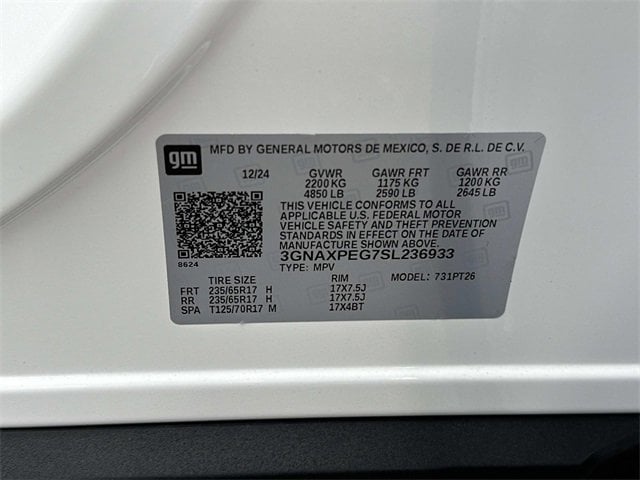 gm MFD BY GENERAL MOTORS DE MEXICO, S. DE R.L. DE C.V.
12/24 GVWR GAWR FRT GAWR RR
2200 KG 1175 KG 1200 KG
4850 LB 2590 LB 2645 LB
THIS VEHICLE CONFORMS TO ALL
APPLICABLE U.S. FEDERAL MOTOR
VEHICLE SAFETY AND THEFT PREVENTION
STANDARDS IN EFFECT ON THE DATE OF
MANUFACTURE SHOWN ABOVE.
3GNAXPEG7SL236933
8624
TYPE: MPV MODEL: 731PT26
TIRE SIZE RIM
FRT 235/65R17 H 17X7.5J
RR 235/65R17 H 17X7.5J
SPA T125/70R17 M 17X4BT